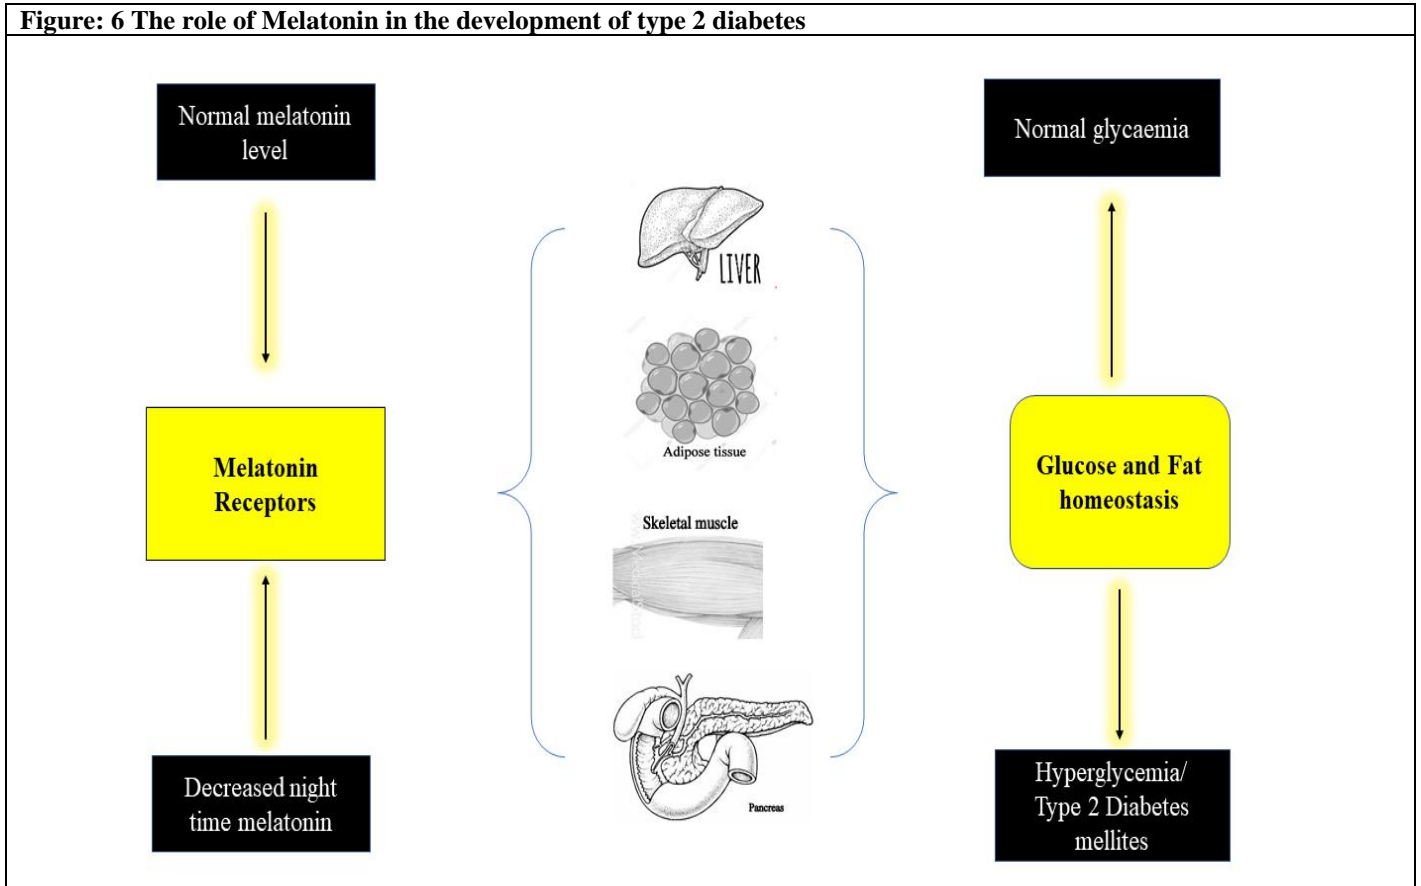 Figure: 6 The role of Melatonin in the development of type 2 diabetes
Normal melatonin
level
Melatonin
Receptors
Decreased night
time melatonin
LIVER
Adipose tissue
Skeletal muscle
Pancreas
Normal glycaemia
Glucose and Fat
homeostasis
Hyperglycemia/
Type 2 Diabetes
mellites